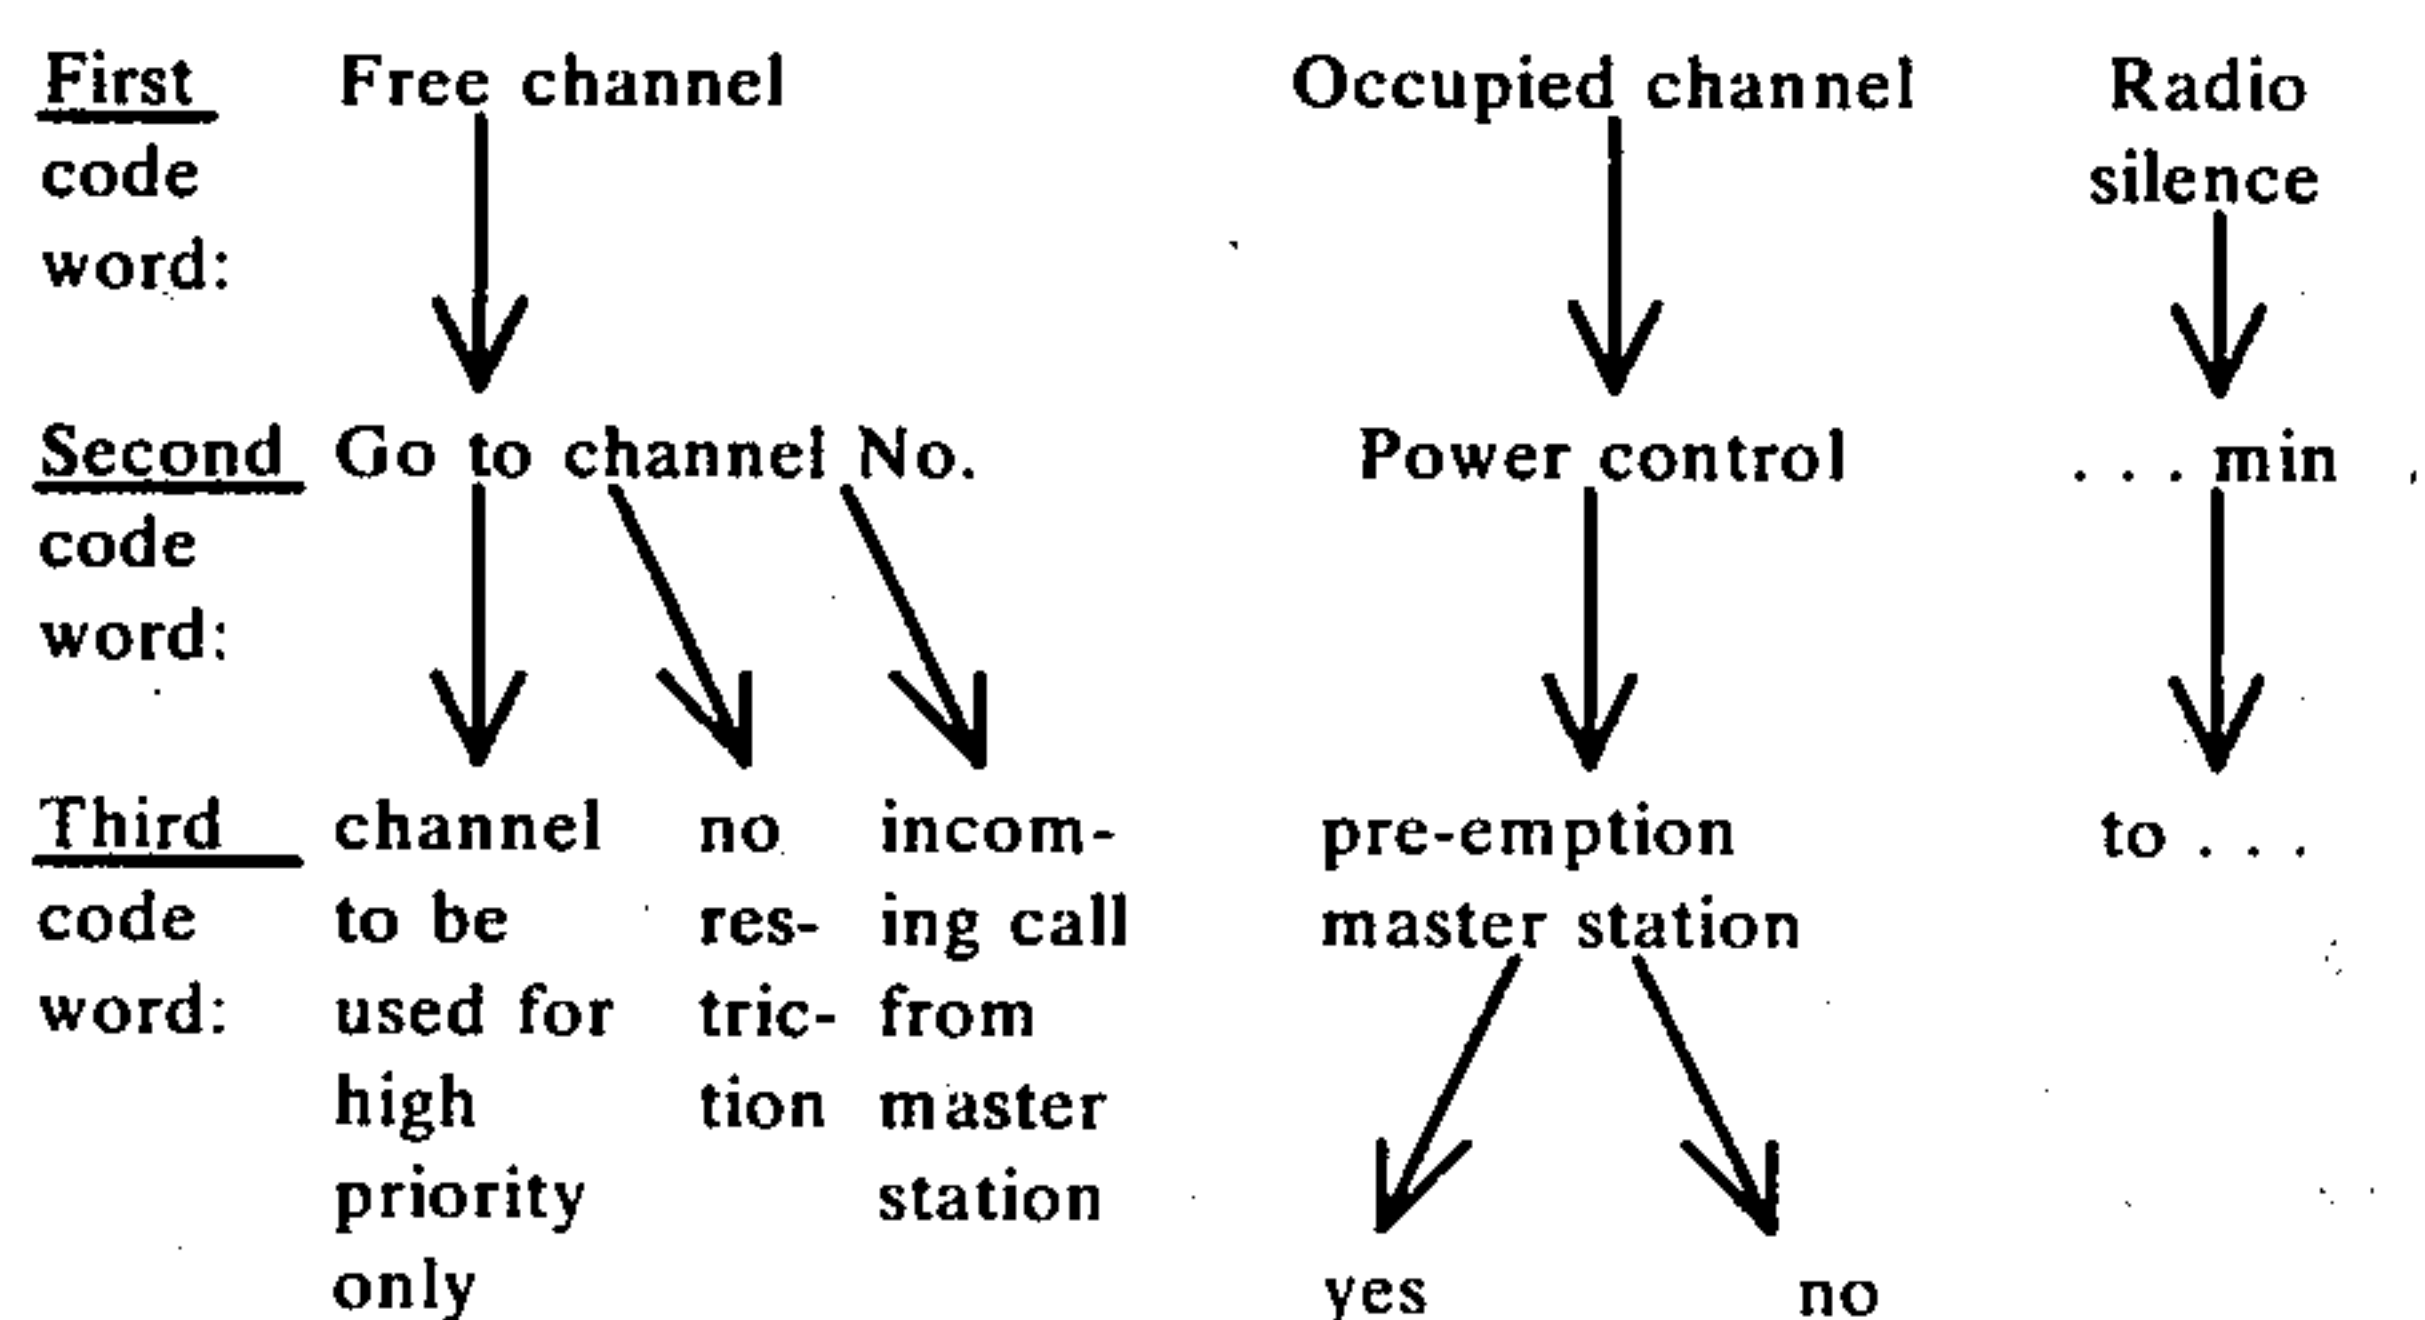 First Free channel Occupied channel Radio
code silence
word:
Second Go to channel No. Power control . . . min
code
word:
Third channel no incom- pre-emption to . . .
code to be res- ing call master station
word: used for tric- from
high tion master
priority station
only yes no